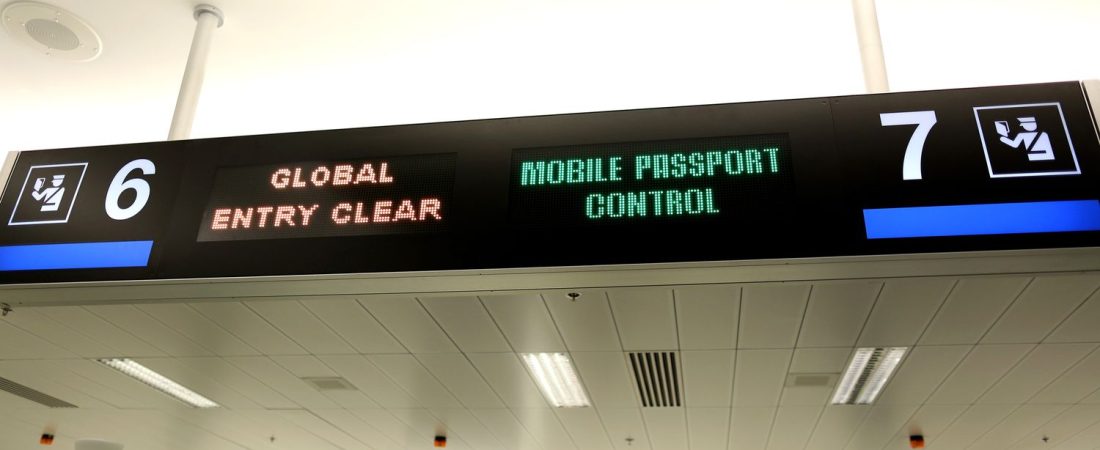 6
GLOBAL
ENTRY CLEAR
MOBILE PASSPORT
CONTROL
7